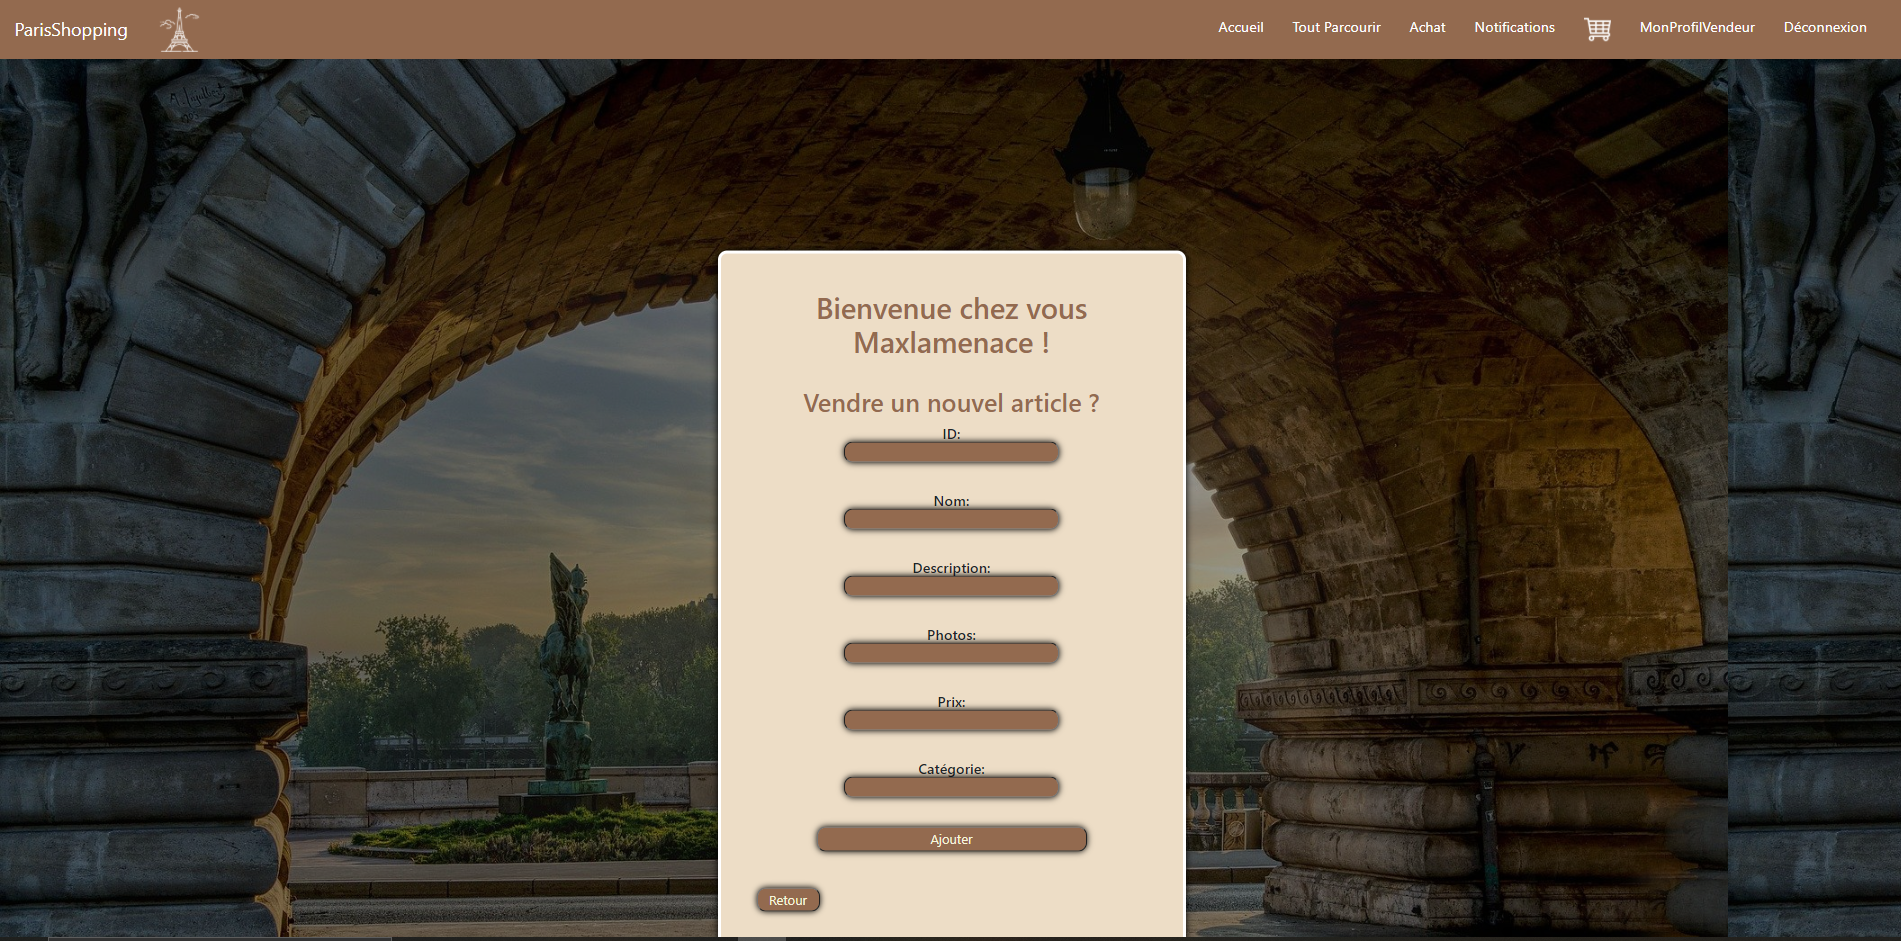 ParisShopping
Accueil Tout Parcourir Achat Notifications MonProfilVendeur Déconnexion
Bienvenue chez vous
Maxlamenace !
Vendre un nouvel article ?
ID:
Nom:
Description:
Photos:
Prix:
Catégorie:
Ajouter
Retour